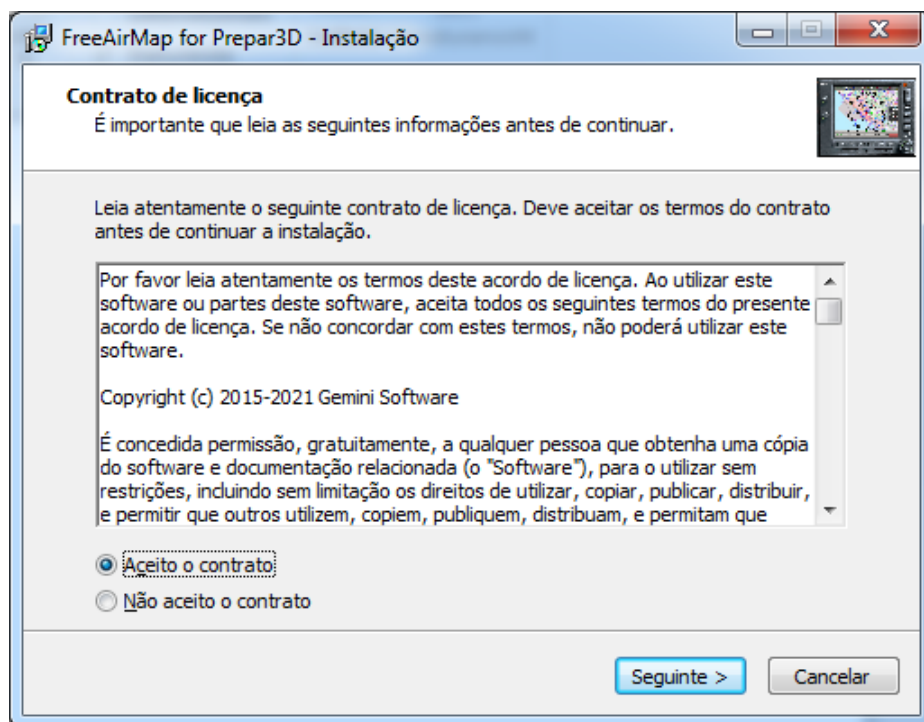 FreeAirMap for Prepar3D - Instalação
Contrato de licença
É importante que leia as seguintes informações antes de continuar.
Leia atentamente o seguinte contrato de licença. Deve aceitar os termos do contrato
antes de continuar a instalação.
Por favor leia atentamente os termos deste acordo de licença. Ao utilizar este
software ou partes deste software, aceita todos os seguintes termos do presente
acordo de licença. Se não concordar com estes termos, não poderá utilizar este
software.
Copyright (c) 2015-2021 Gemini Software
É concedida permissão, gratuitamente, a qualquer pessoa que obtenha uma cópia
do software e documentação relacionada (o "Software"), para o utilizar sem
restrições, incluindo sem limitação os direitos de utilizar, copiar, publicar, distribuir,
e permitir que outros utilizem, copiem, publiquem, distribuam, e permitam que
Aceito o contrato
Não aceito o contrato
Seguinte >
Cancelar